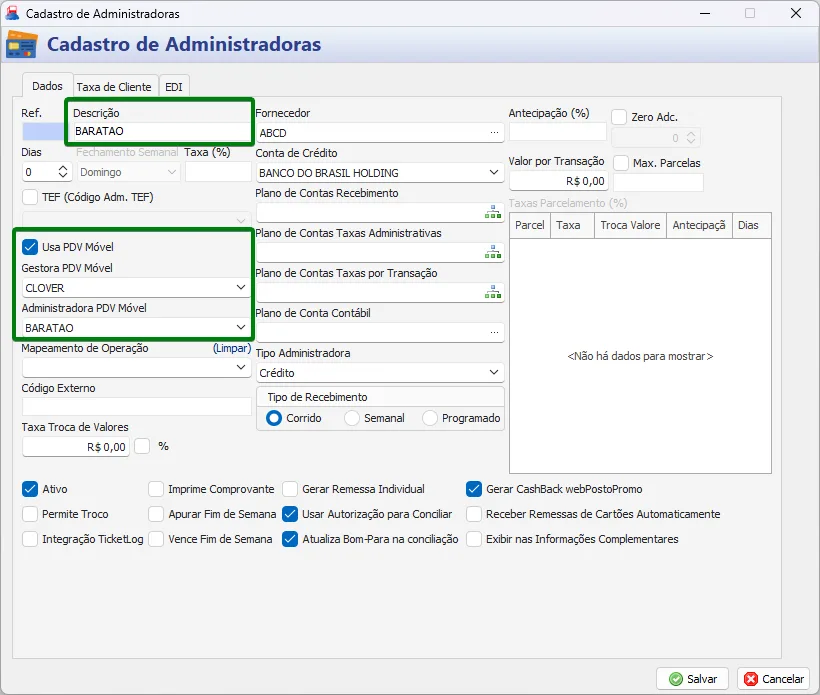 Cadastro de Administradoras
Cadastro de Administradoras
Dados
Taxa de Cliente
EDI
Ref.
Descrição
BARATAO
Fornecedor
ABCD
...
Antecipação (%)
Zero Adc.
0
Dias
Fechamento Semanal
Taxa (%)
0
Domingo
Conta de Crédito
BANCO DO BRASIL HOLDING
Valor por Transação
R$ 0,00
Max. Parcelas
TEF (Código Adm. TEF)
Plano de Contas Recebimento
Taxas Parcelamento (%)
Parcel
Taxa
Troca Valore
Antecipaçã
Dias
<Não há dados para mostrar>
Usa PDV Móvel
Gestora PDV Móvel
CLOVER
Administradora PDV Móvel
BARATAO
Plano de Contas Taxas Administrativas
Plano de Contas Taxas por Transação
Plano de Conta Contábil
...
Mapeamento de Operação
(Limpar)
Tipo Administradora
Crédito
Código Externo
Tipo de Recebimento
Corrido
Semanal
Programado
Taxa Troca de Valores
R$ 0,00
%
Ativo
Imprime Comprovante
Gerar Remessa Individual
Gerar CashBack webPostoPromo
Permite Troco
Apurar Fim de Semana
Usar Autorização para Conciliar
Receber Remessas de Cartões Automaticamente
Integração TicketLog
Vence Fim de Semana
Atualiza Bom-Para na conciliação
Exibir nas Informações Complementares
Salvar
Cancelar